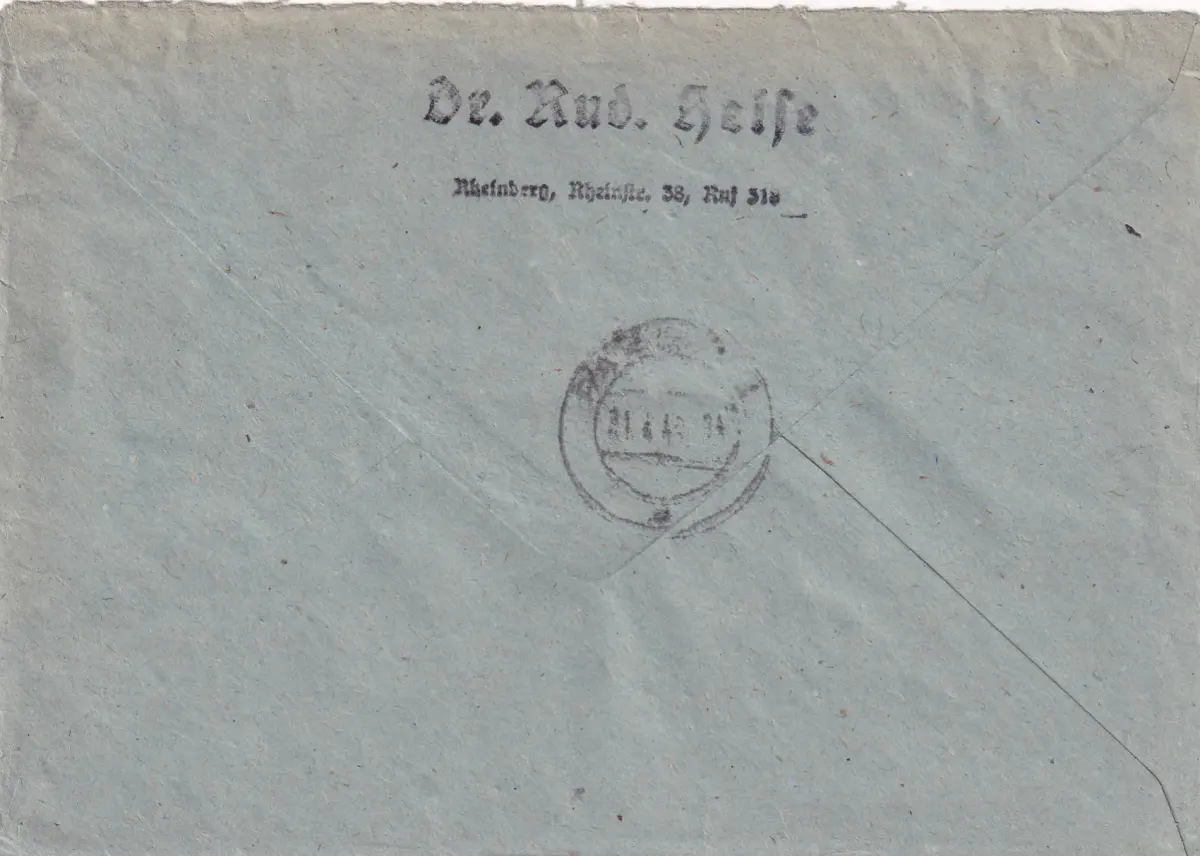 Dr. Rud. Heise
Rheinberg, Rheinstr. 38, Ruf 318